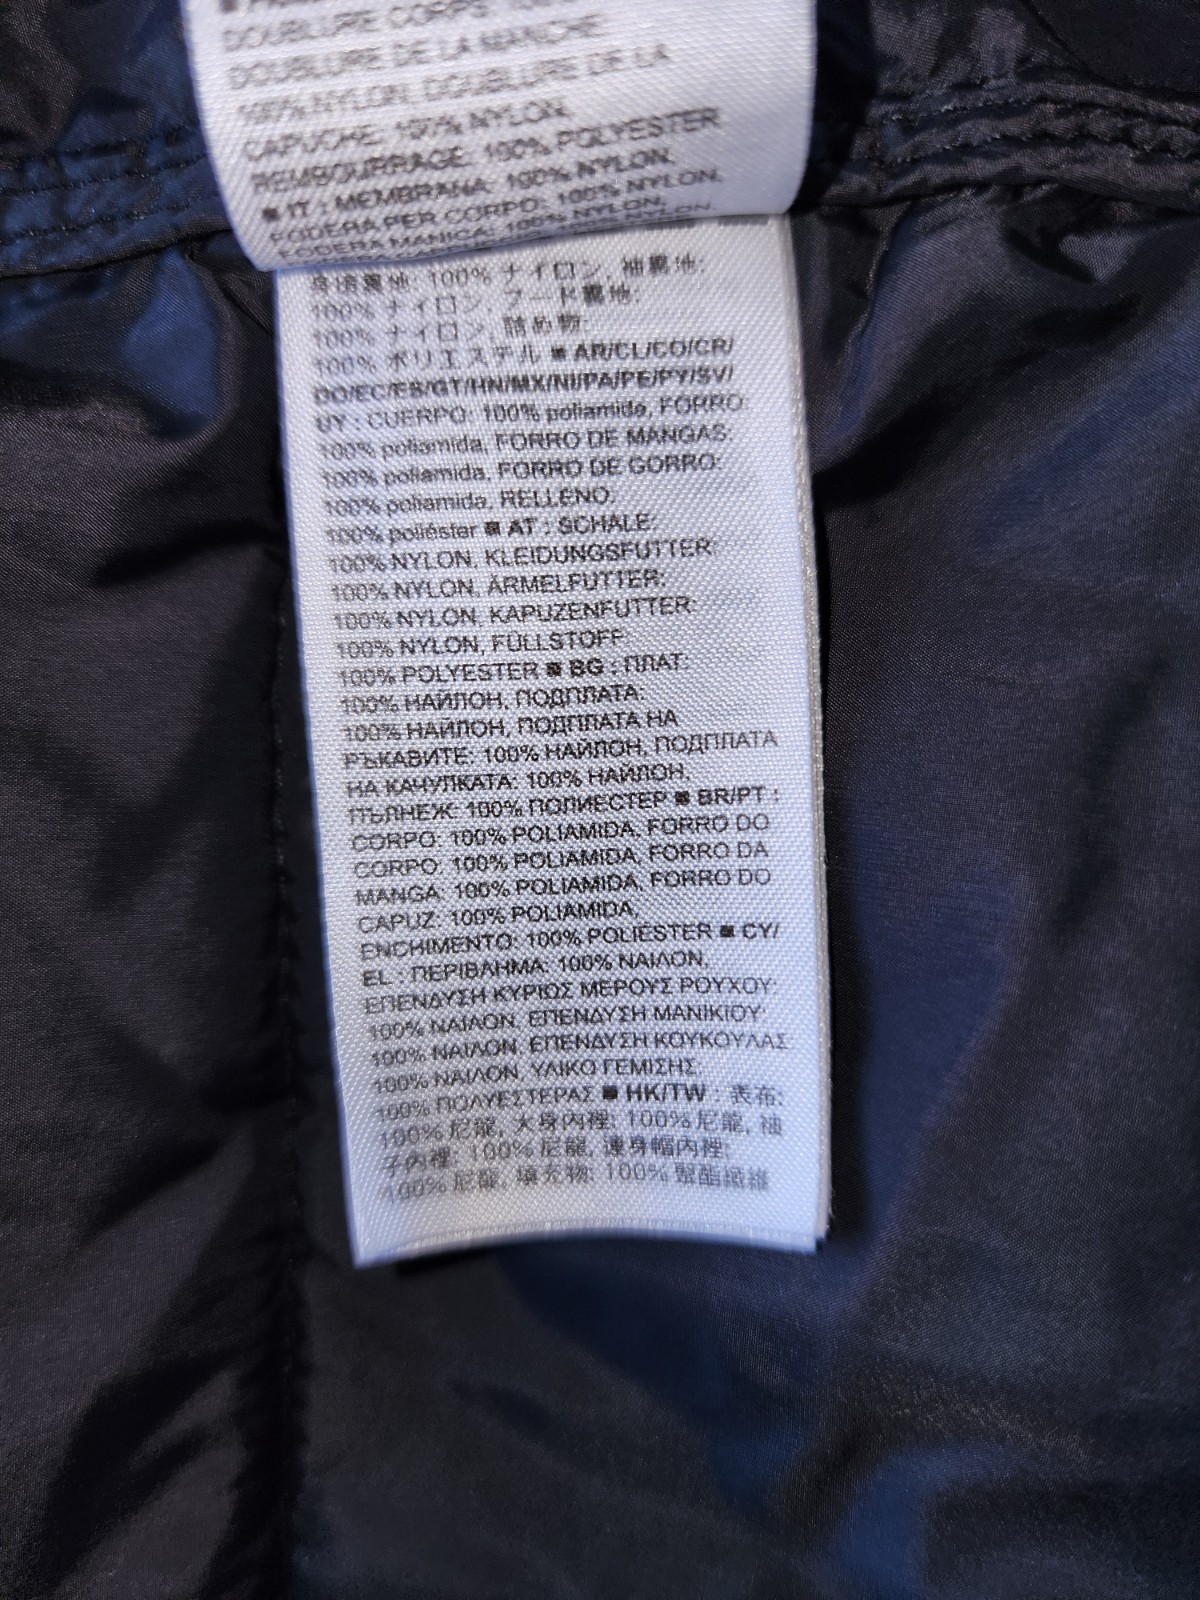 DOUBLURE CORPS: 100%
DOUBLURE DE LA MANCHE
100% NYLON, DOUBLURE DE LA
CAPUCHE: 100% NYLON,
REMBOURRAGE: 100% POLYESTER
■ IT : MEMBRANA: 100% NYLON,
FODERA PER CORPO: 100% NYLON,
FODERA MANICA: 100% NYLON,
身頃裏地: 100% ナイロン, 袖裏地:
100% ナイロン, フード裏地:
100% ナイロン, 詰め物:
100% ポリエステル ■ AR/CL/CO/CR/
DO/EC/ES/GT/HN/MX/NI/PA/PE/PY/SV/
UY : CUERPO: 100% poliamida, FORRO:
100% poliamida, FORRO DE MANGAS:
100% poliamida, FORRO DE GORRO:
100% poliamida, RELLENO:
100% poliéster ■ AT : SCHALE:
100% NYLON, KLEIDUNGSFUTTER:
100% NYLON, ÄRMELFUTTER:
100% NYLON, KAPUZENFUTTER:
100% NYLON, FÜLLSTOFF:
100% POLYESTER ■ BG : ПЛАТ:
100% НАЙЛОН, ПОДПЛАТА:
100% НАЙЛОН, ПОДПЛАТА НА
РЪКАВИТЕ: 100% НАЙЛОН, ПОДПЛАТА
НА КАЧУЛКАТА: 100% НАЙЛОН,
ПЪЛНЕЖ: 100% ПОЛИЕСТЕР ■ BR/PT :
CORPO: 100% POLIAMIDA, FORRO DO
CORPO: 100% POLIAMIDA, FORRO DA
MANGA: 100% POLIAMIDA, FORRO DO
CAPUZ: 100% POLIAMIDA,
ENCHIMENTO: 100% POLIÉSTER ■ CY/
EL : ΠΕΡΙΒΛΗΜΑ: 100% ΝΑΙΛΟΝ,
ΕΠΕΝΔΥΣΗ ΚΥΡΙΩΣ ΜΕΡΟΥΣ ΡΟΥΧΟΥ:
100% ΝΑΙΛΟΝ, ΕΠΕΝΔΥΣΗ ΜΑΝΙΚΙΟΥ:
100% ΝΑΙΛΟΝ, ΕΠΕΝΔΥΣΗ ΚΟΥΚΟΥΛΑΣ:
100% ΝΑΙΛΟΝ, ΥΛΙΚΟ ΓΕΜΙΣΗΣ:
100% ΠΟΛΥΕΣΤΕΡΑΣ ■ HK/TW : 表布:
100% 尼龍, 大身內裡: 100% 尼龍, 袖
子內裡: 100% 尼龍, 連身帽內裡:
100% 尼龍, 填充物: 100% 聚酯纖維